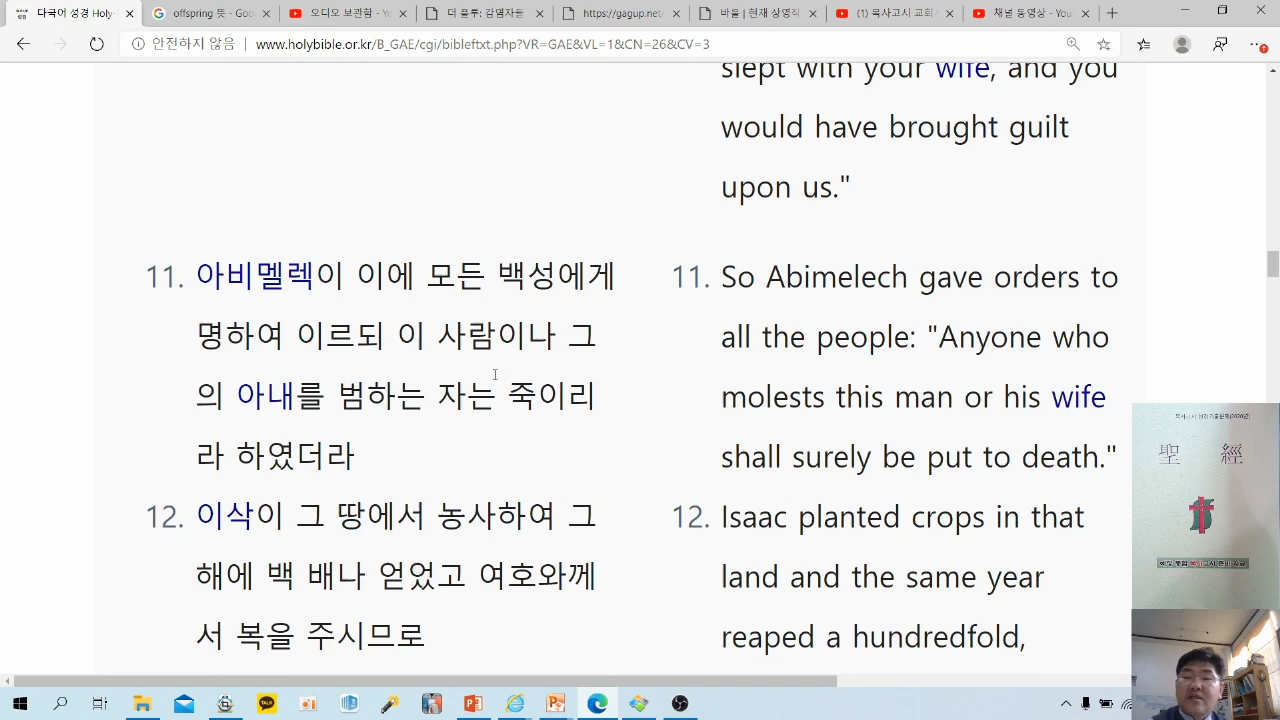 다국어 성경 Holy-
offspring 뜻 - Goo
오디오 보관함 - Yo
더 플루: 감염자들
https://gagup.net/
바울 | 현재 상영작
(1) 목사고시 교회사
채널 동영상 - YouT
안전하지 않음 | www.holybible.or.kr/B_GAE/cgi/bibleftxt.php?VR=GAE&VL=1&CN=26&CV=3
slept with your wife, and you
would have brought guilt
upon us."
11. 아비멜렉이 이에 모든 백성에게
명하여 이르되 이 사람이나 그
의 아내를 범하는 자는 죽이리
라 하였더라
12. 이삭이 그 땅에서 농사하여 그
해에 백 배나 얻었고 여호와께
서 복을 주시므로
11. So Abimelech gave orders to
all the people: "Anyone who
molests this man or his wife
shall surely be put to death."
12. Isaac planted crops in that
land and the same year
reaped a hundredfold,
聖 經
TALK